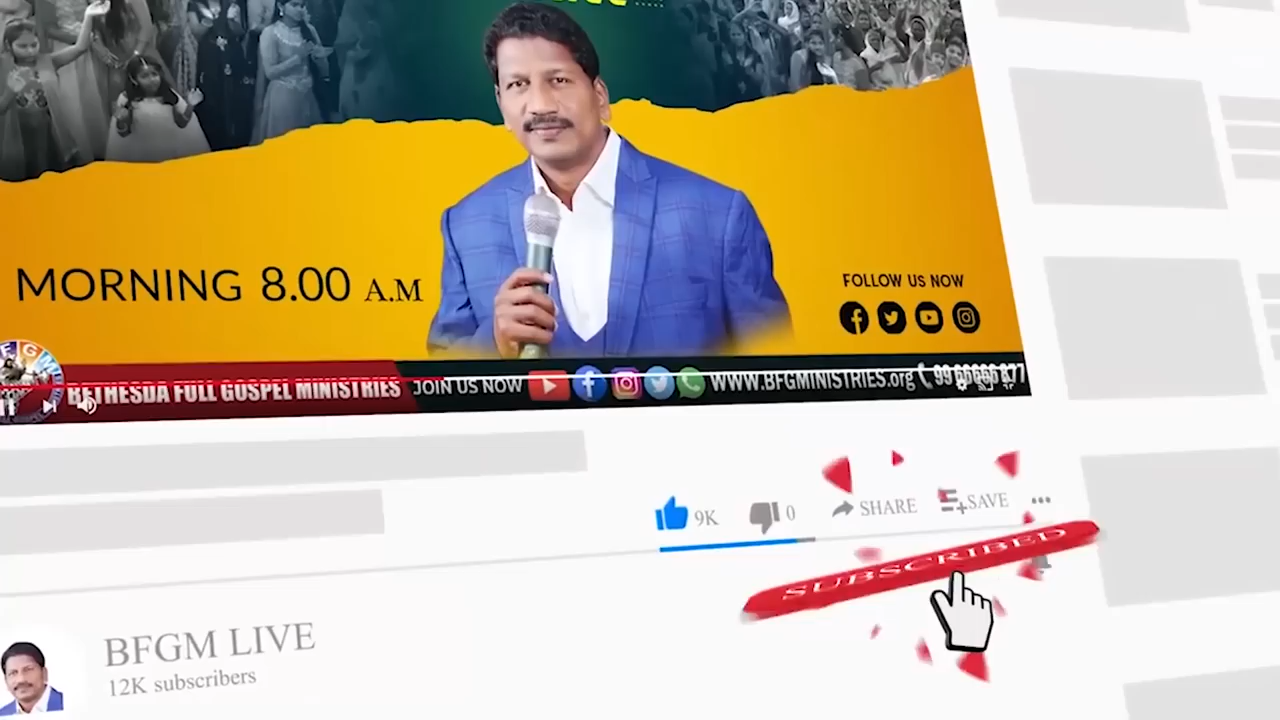 MORNING 8.00 A.M
FOLLOW US NOW
BETHESDA FULL GOSPEL MINISTRIES JOIN US NOW WWW.BFGMINISTRIES.org
9K 0 SHARE SAVE
SUBSCRIBED
BFGM LIVE
12K subscribers